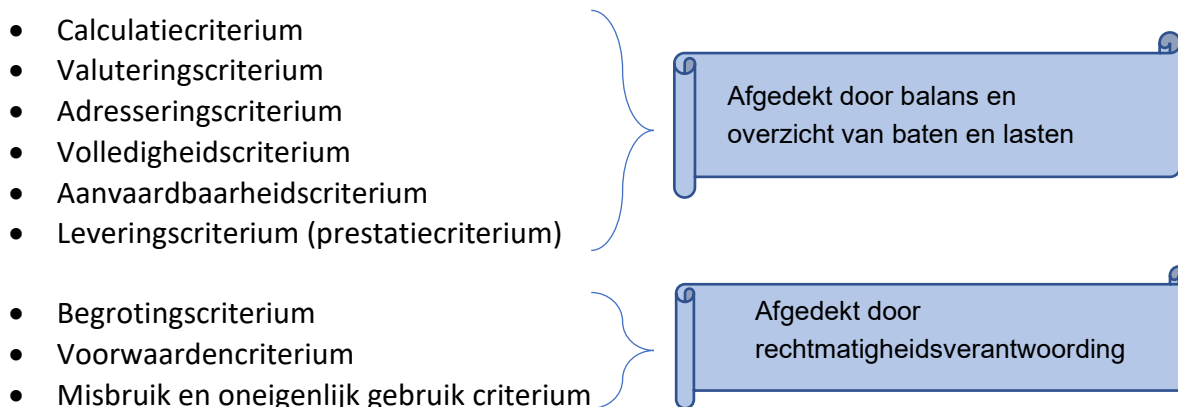 • Calculatiecriterium
• Valuteringscriterium
• Adresseringscriterium
• Volledigheidscriterium
• Aanvaardbaarheidscriterium
• Leveringscriterium (prestatiecriterium)
Afgedekt door balans en
overzicht van baten en lasten
• Begrotingscriterium
• Voorwaardencriterium
• Misbruik en oneigenlijk gebruik criterium
Afgedekt door
rechtmatigheidsverantwoording